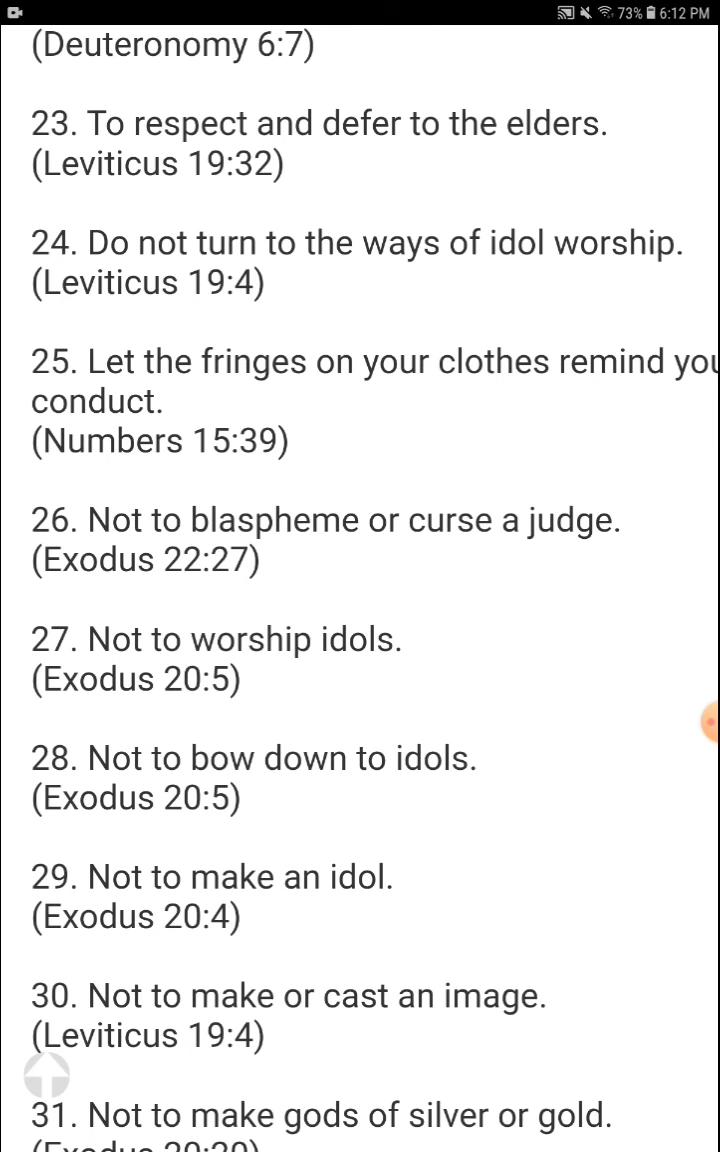 73% 6:12 PM
(Deuteronomy 6:7)
23. To respect and defer to the elders.
(Leviticus 19:32)
24. Do not turn to the ways of idol worship.
(Leviticus 19:4)
25. Let the fringes on your clothes remind you
conduct.
(Numbers 15:39)
26. Not to blaspheme or curse a judge.
(Exodus 22:27)
27. Not to worship idols.
(Exodus 20:5)
28. Not to bow down to idols.
(Exodus 20:5)
29. Not to make an idol.
(Exodus 20:4)
30. Not to make or cast an image.
(Leviticus 19:4)
31. Not to make gods of silver or gold.
(Exodus 20:20)